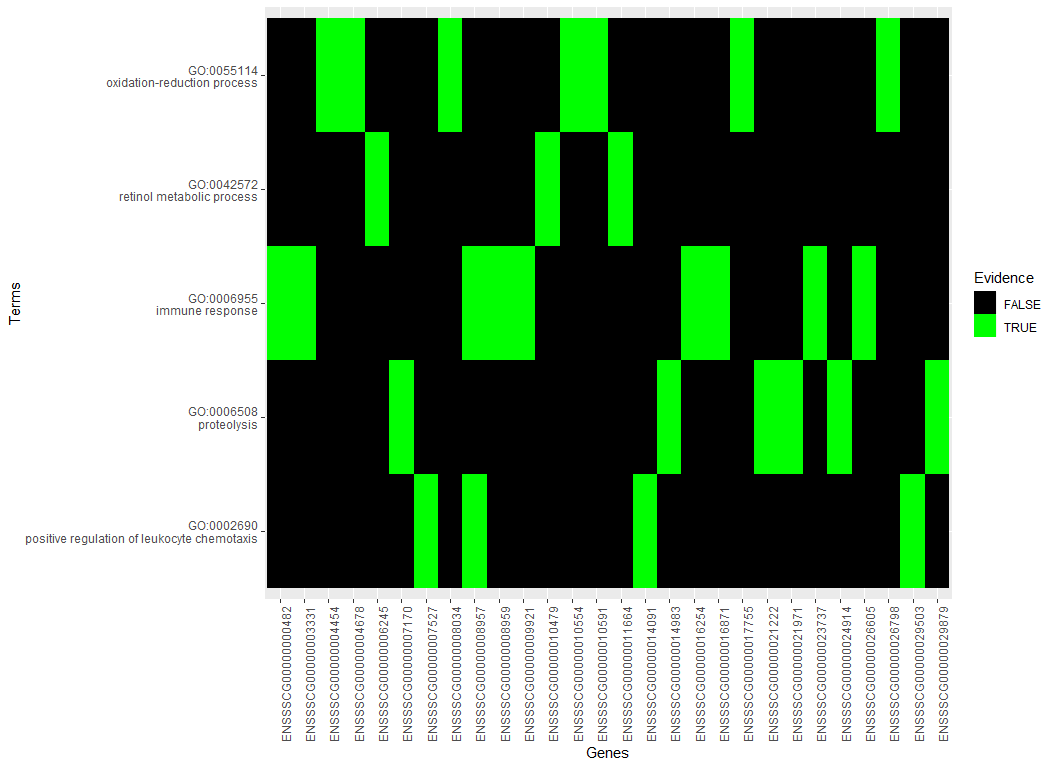 GO:0055114
oxidation-reduction process
GO:0042572
retinol metabolic process
GO:0006955
immune response
GO:0006508
proteolysis
GO:0002690
positive regulation of leukocyte chemotaxis
Terms
ENSSSCG00000000482
ENSSSCG00000003331
ENSSSCG00000004454
ENSSSCG00000004678
ENSSSCG00000006245
ENSSSCG00000007170
ENSSSCG00000007527
ENSSSCG00000008034
ENSSSCG00000008957
ENSSSCG00000008959
ENSSSCG00000009921
ENSSSCG00000010479
ENSSSCG00000010554
ENSSSCG00000010591
ENSSSCG00000011664
ENSSSCG00000014091
ENSSSCG00000014983
ENSSSCG00000016254
ENSSSCG00000016871
ENSSSCG00000017755
ENSSSCG00000021222
ENSSSCG00000021971
ENSSSCG00000023737
ENSSSCG00000024914
ENSSSCG00000026605
ENSSSCG00000026798
ENSSSCG00000029503
ENSSSCG00000029879
Genes
Evidence
FALSE
TRUE